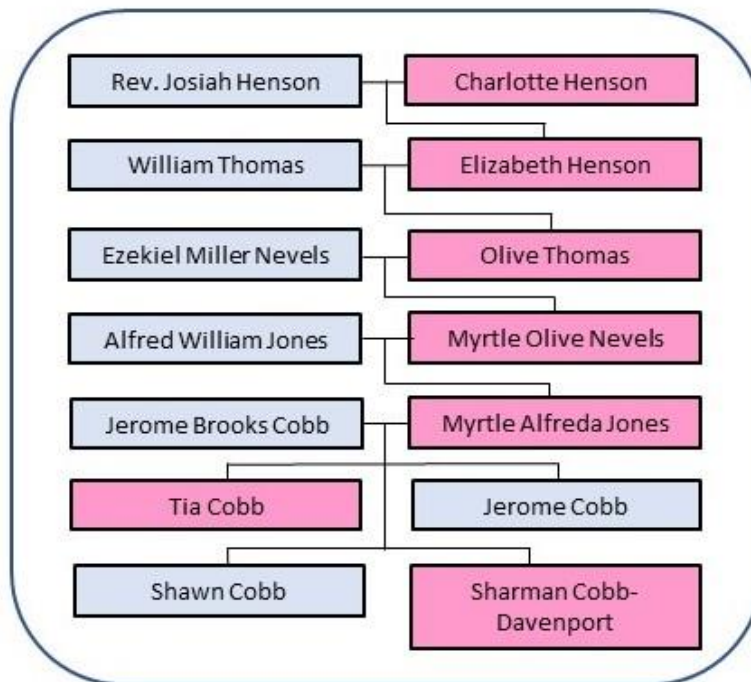 Rev. Josiah Henson
Charlotte Henson
William Thomas
Elizabeth Henson
Ezekiel Miller Nevels
Olive Thomas
Alfred William Jones
Myrtle Olive Nevels
Jerome Brooks Cobb
Myrtle Alfreda Jones
Tia Cobb
Jerome Cobb
Shawn Cobb
Sharman Cobb-
Davenport